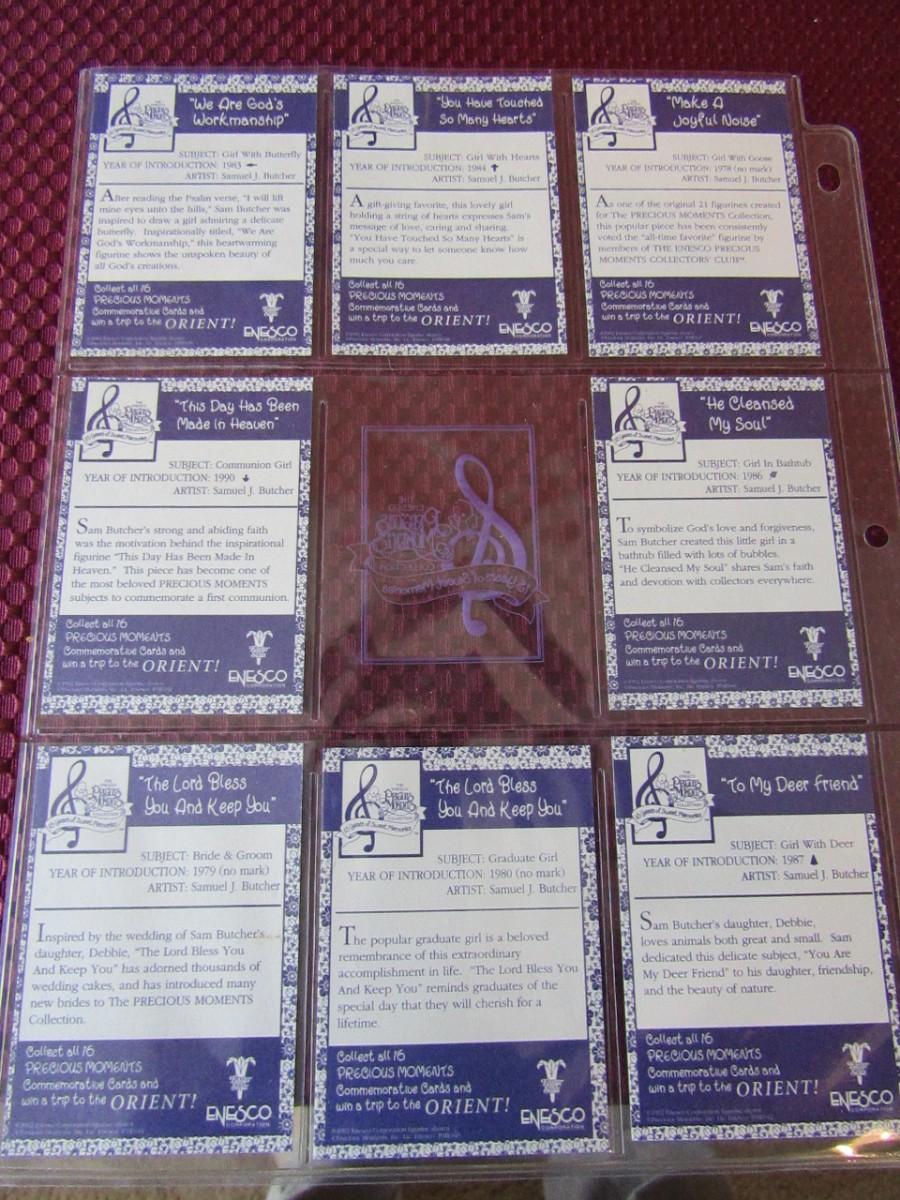 "We Are God's
Workmanship"
SUBJECT: Girl With Butterfly
YEAR OF INTRODUCTION: 1983
ARTIST: Samuel J. Butcher
After reading the Psalm verse, "I will lift
mine eyes unto the hills," Sam Butcher was
inspired to draw a girl admiring a delicate
butterfly. Inspirationally titled, "We Are
God's Workmanship," this heartwarming
figurine shows the unspoken beauty of
all God's creations.
Collect all 16
PRECIOUS MOMENTS
Commemorative Cards and
win a trip to the ORIENT!
ENESCO
CORPORATION
"You Have Touched
So Many Hearts"
SUBJECT: Girl With Hearts
YEAR OF INTRODUCTION: 1984
ARTIST: Samuel J. Butcher
A gift-giving favorite, this lovely girl
holding a string of hearts expresses Sam's
message of love, caring and sharing.
"You Have Touched So Many Hearts" is
a special way to let someone know how
much you care.
Collect all 16
PRECIOUS MOMENTS
Commemorative Cards and
win a trip to the ORIENT!
ENESCO
CORPORATION
"Make A
Joyful Noise"
SUBJECT: Girl With Goose
YEAR OF INTRODUCTION: 1978 (no mark)
ARTIST: Samuel J. Butcher
As one of the original 21 figurines created
for The PRECIOUS MOMENTS Collection,
this popular piece has been consistently
voted the "all-time favorite" figurine by
members of THE ENESCO PRECIOUS
MOMENTS COLLECTORS' CLUB℠.
Collect all 16
PRECIOUS MOMENTS
Commemorative Cards and
win a trip to the ORIENT!
ENESCO
CORPORATION
"This Day Has Been
Made in Heaven"
SUBJECT: Communion Girl
YEAR OF INTRODUCTION: 1990
ARTIST: Samuel J. Butcher
Sam Butcher's strong and abiding faith
was the motivation behind the inspirational
figurine "This Day Has Been Made In
Heaven." This piece has become one of
the most beloved PRECIOUS MOMENTS
subjects to commemorate a first communion.
Collect all 16
PRECIOUS MOMENTS
Commemorative Cards and
win a trip to the ORIENT!
ENESCO
CORPORATION
THE
Precious
Moments
COLLECTION
15 Years of Sweet Memories
"He Cleansed
My Soul"
SUBJECT: Girl In Bathtub
YEAR OF INTRODUCTION: 1986
ARTIST: Samuel J. Butcher
To symbolize God's love and forgiveness,
Sam Butcher created this little girl in a
bathtub filled with lots of bubbles.
"He Cleansed My Soul" shares Sam's faith
and devotion with collectors everywhere.
Collect all 16
PRECIOUS MOMENTS
Commemorative Cards and
win a trip to the ORIENT!
ENESCO
CORPORATION
"The Lord Bless
You And Keep You"
SUBJECT: Bride & Groom
YEAR OF INTRODUCTION: 1979 (no mark)
ARTIST: Samuel J. Butcher
Inspired by the wedding of Sam Butcher's
daughter, Debbie, "The Lord Bless You
And Keep You" has adorned thousands of
wedding cakes, and has introduced many
new brides to The PRECIOUS MOMENTS
Collection.
Collect all 16
PRECIOUS MOMENTS
Commemorative Cards and
win a trip to the ORIENT!
ENESCO
CORPORATION
"The Lord Bless
You And Keep You"
SUBJECT: Graduate Girl
YEAR OF INTRODUCTION: 1980 (no mark)
ARTIST: Samuel J. Butcher
The popular graduate girl is a beloved
remembrance of this extraordinary
accomplishment in life. "The Lord Bless You
And Keep You" reminds graduates of the
special day that they will cherish for a
lifetime.
Collect all 16
PRECIOUS MOMENTS
Commemorative Cards and
win a trip to the ORIENT!
ENESCO
CORPORATION
"To My Deer Friend"
SUBJECT: Girl With Deer
YEAR OF INTRODUCTION: 1987
ARTIST: Samuel J. Butcher
Sam Butcher's daughter, Debbie,
loves animals both great and small. Sam
dedicated this delicate subject, "You Are
My Deer Friend" to his daughter, friendship,
and the beauty of nature.
Collect all 16
PRECIOUS MOMENTS
Commemorative Cards and
win a trip to the ORIENT!
ENESCO
CORPORATION